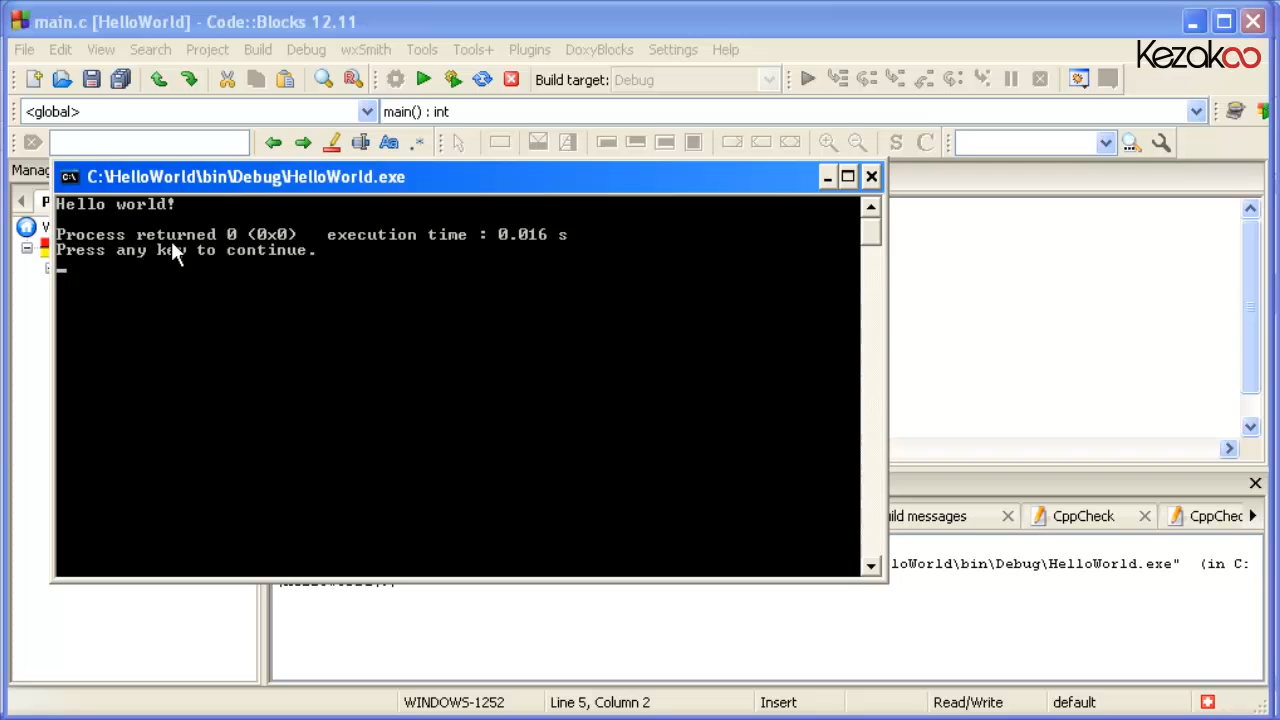 main.c [HelloWorld] - Code::Blocks 12.11
File Edit View Search Project Build Debug wxSmith Tools Tools+ Plugins DoxyBlocks Settings Help
Kezakoo
Build target: Debug
<global> main() : int
Aa .* S C
Manag
C:\HelloWorld\bin\Debug\HelloWorld.exe
P
W
Hello world!
Process returned 0 (0x0) execution time : 0.016 s
Press any key to continue.
ild messages CppCheck CppChec
loWorld\bin\Debug\HelloWorld.exe" (in C:
WINDOWS-1252 Line 5, Column 2 Insert Read/Write default